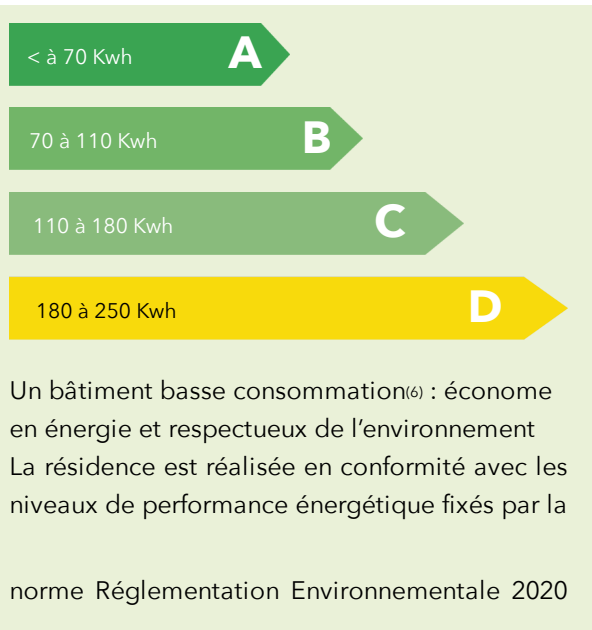 < à 70 Kwh A
70 à 110 Kwh B
110 à 180 Kwh C
180 à 250 Kwh D
Un bâtiment basse consommation(6) : économe
en énergie et respectueux de l’environnement
La résidence est réalisée en conformité avec les
niveaux de performance énergétique fixés par la
norme Réglementation Environnementale 2020